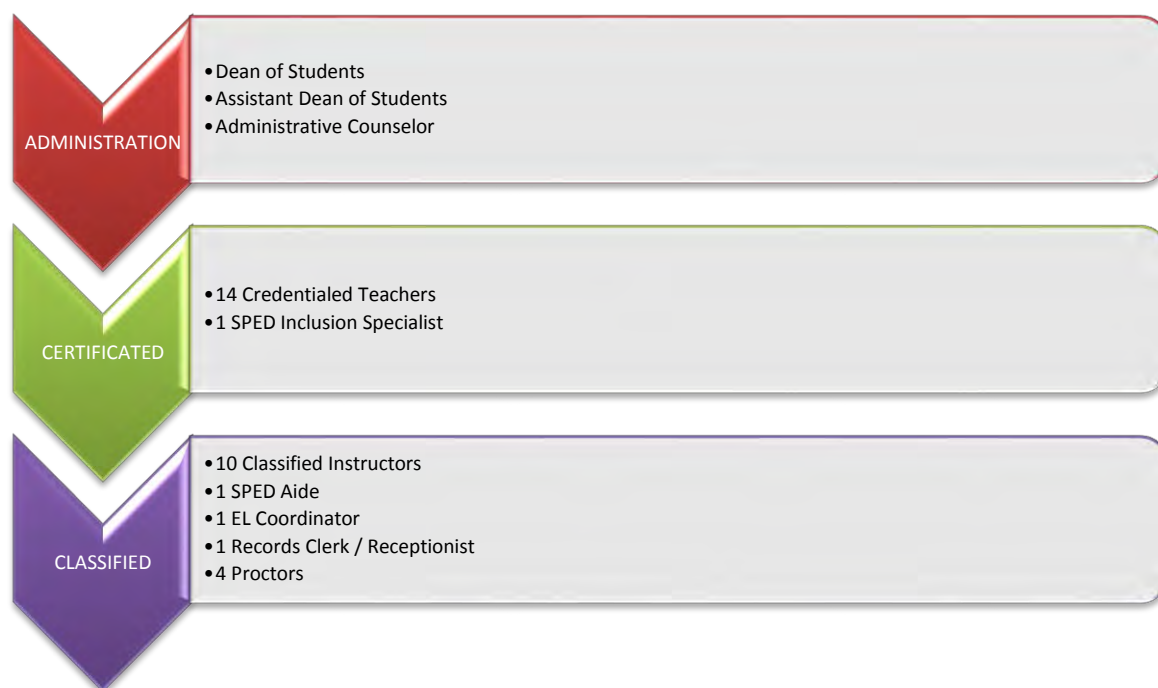 ADMINISTRATION
•Dean of Students
•Assistant Dean of Students
•Administrative Counselor
CERTIFICATED
•14 Credentialed Teachers
•1 SPED Inclusion Specialist
CLASSIFIED
•10 Classified Instructors
•1 SPED Aide
•1 EL Coordinator
•1 Records Clerk / Receptionist
•4 Proctors